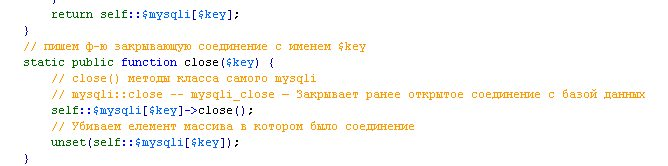 }
return self::$mysqli[$key];
}
// пишем ф-ю закрывающую соединение с именем $key
static public function close($key) {
// close() методы класса самого mysqli
// mysqli::close -- mysqli_close — Закрывает ранее открытое соединение с базой данных
self::$mysqli[$key]->close();
// Убиваем елемент массива в котором было соединение
unset(self::$mysqli[$key]);
}